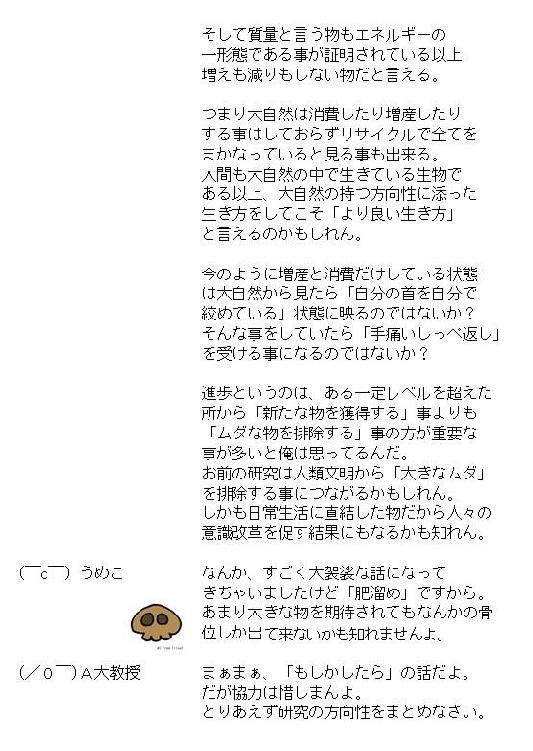 そして質量と言う物もエネルギーの
一形態である事が証明されている以上
増えも減りもしない物だと言える。
つまり大自然は消費したり増産したり
する事はしておらずリサイクルで全てを
まかなっていると見る事も出来る。
人間も大自然の中で生きている生物で
ある以上、大自然の持つ方向性に添った
生き方をしてこそ「より良い生き方」
と言えるのかもしれん。
今のように増産と消費だけしている状態
は大自然から見たら「自分の首を自分で
絞めている」状態に映るのではないか？
そんな事をしていたら「手痛いしっぺ返し」
を受ける事になるのではないか？
進歩というのは、ある一定レベルを超えた
所から「新たな物を獲得する」事よりも
「ムダな物を排除する」事の方が重要な
事が多いと俺は思ってるんだ。
お前の研究は人類文明から「大きなムダ」
を排除する事につながるかもしれん。
しかも日常生活に直結した物だから人々の
意識改革を促す結果にもなるかも知れん。
(￣c￣) うめこ なんか、すごく大袈裟な話になって
きちゃいましたけど「肥溜め」ですから。
あまり大きな物を期待されてもなんかの骨
位しか出て来ないかも知れませんよ、
(／０￣)Ａ大教授 まぁまぁ、「もしかしたら」の話だよ。
だが協力は惜しまんよ。
とりあえず研究の方向性をまとめなさい。